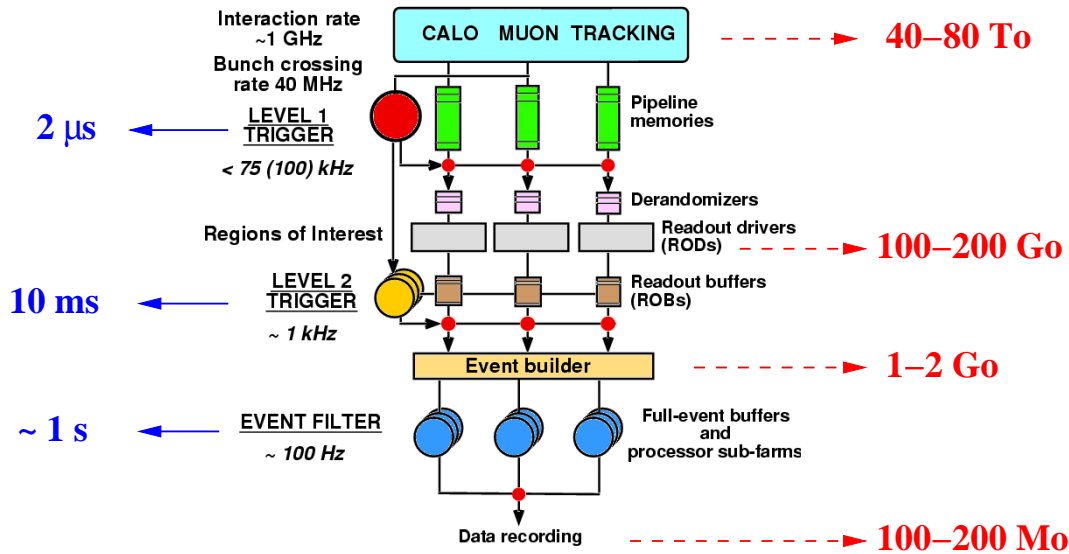 Interaction rate
~1 GHz
CALO MUON TRACKING
40–80 To
Bunch crossing
rate 40 MHz
2 μs
LEVEL 1
TRIGGER
Pipeline
memories
< 75 (100) kHz
Derandomizers
Regions of Interest
Readout drivers
(RODs)
100–200 Go
10 ms
LEVEL 2
TRIGGER
Readout buffers
(ROBs)
~ 1 kHz
Event builder
1–2 Go
~ 1 s
EVENT FILTER
~ 100 Hz
Full-event buffers
and
processor sub-farms
Data recording
100–200 Mo